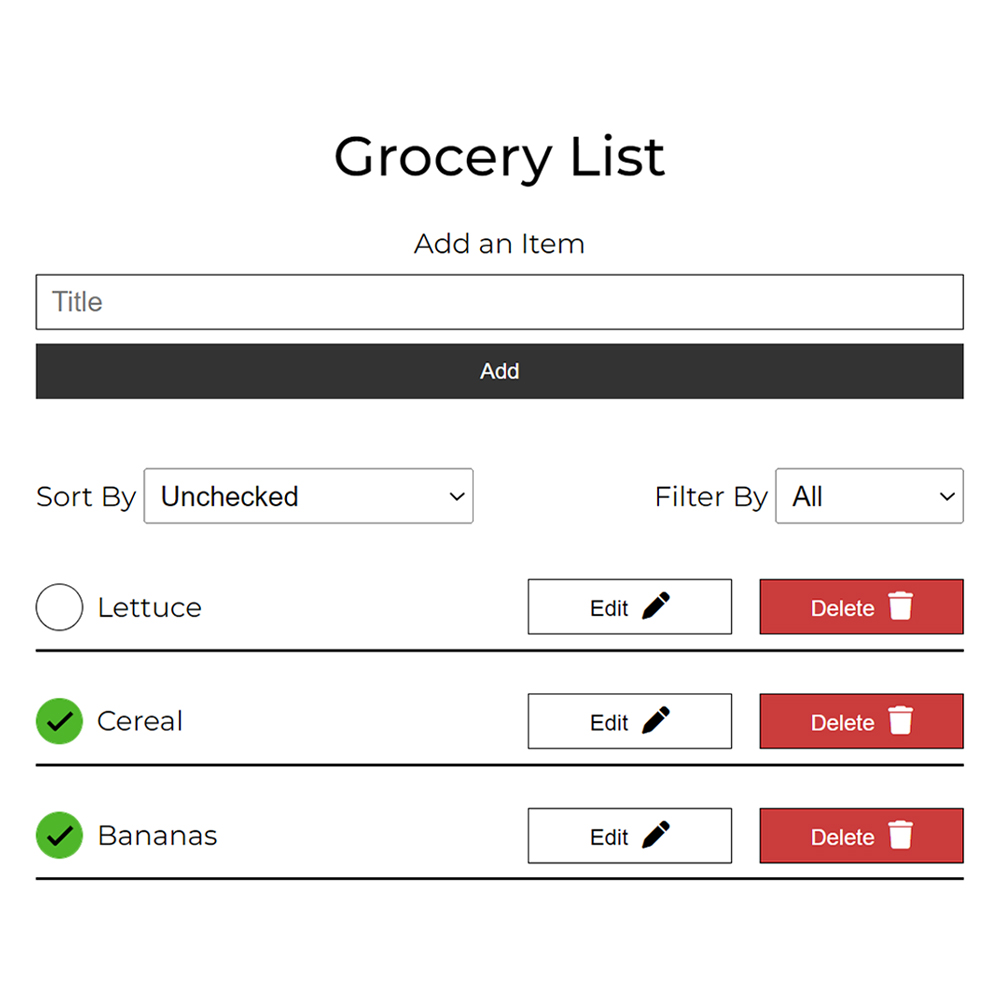 Grocery List
Add an Item
Title
Add
Sort By Unchecked Filter By All
Lettuce Edit Delete
Cereal Edit Delete
Bananas Edit Delete